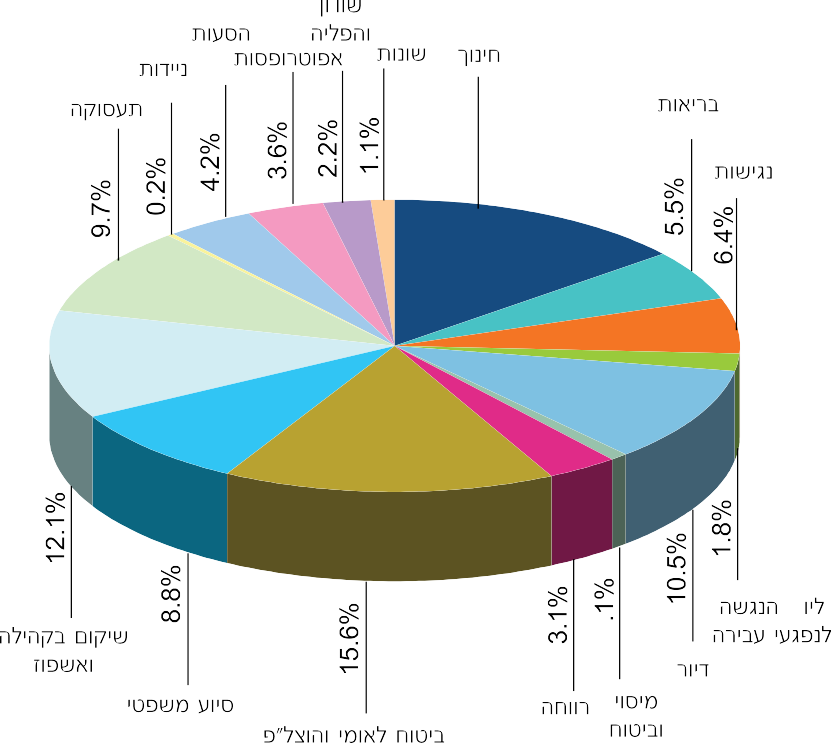 שוויון
והפליה
הסעות
חינוך
שונות
אפוטרופסות
ניידות
תעסוקה
בריאות
נגישות
1.1%
2.2%
3.6%
4.2%
0.2%
9.7%
5.5%
6.4%
12.1%
8.8%
15.6%
3.1%
.1%
10.5%
1.8%
ליו הנגשה
לנפגעי עבירה
דיור
מיסוי
וביטוח
רווחה
ביטוח לאומי והוצל"פ
סיוע משפטי
שיקום בקהילה
ואשפוז